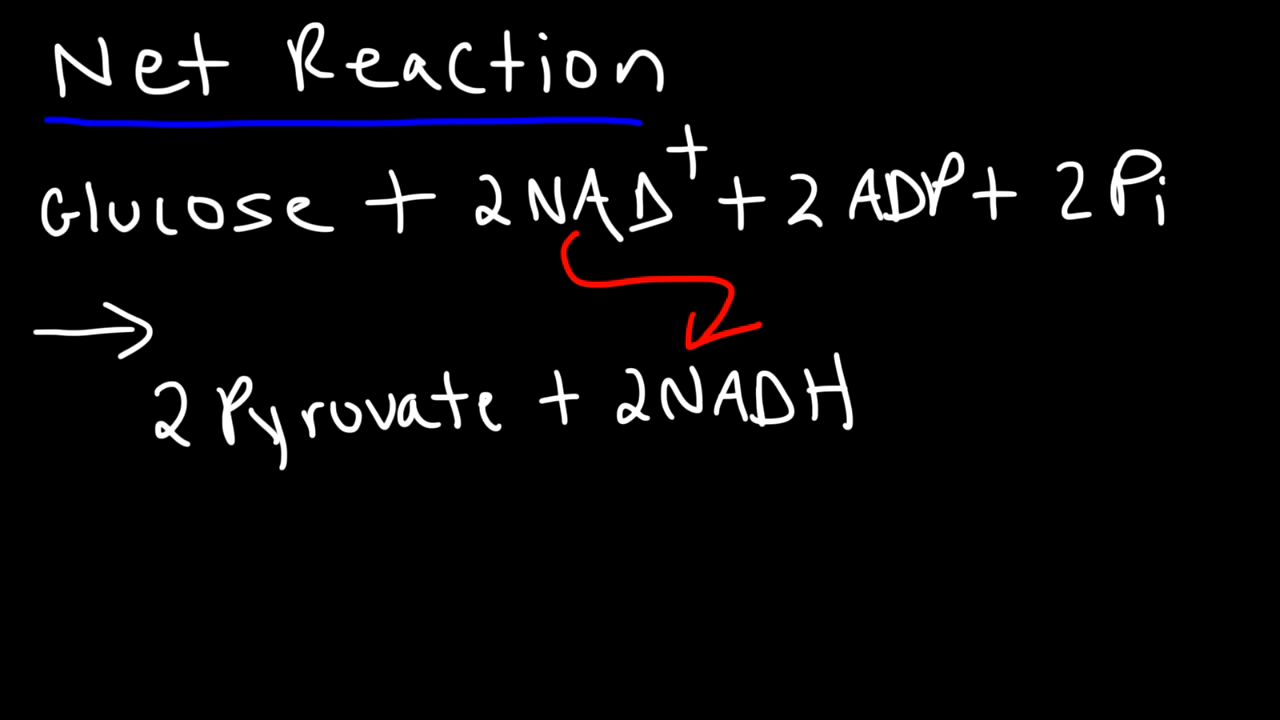 Net Reaction
Glucose + 2NAD⁺ + 2 ADP + 2 Pi
→
2 Pyruvate + 2NADH